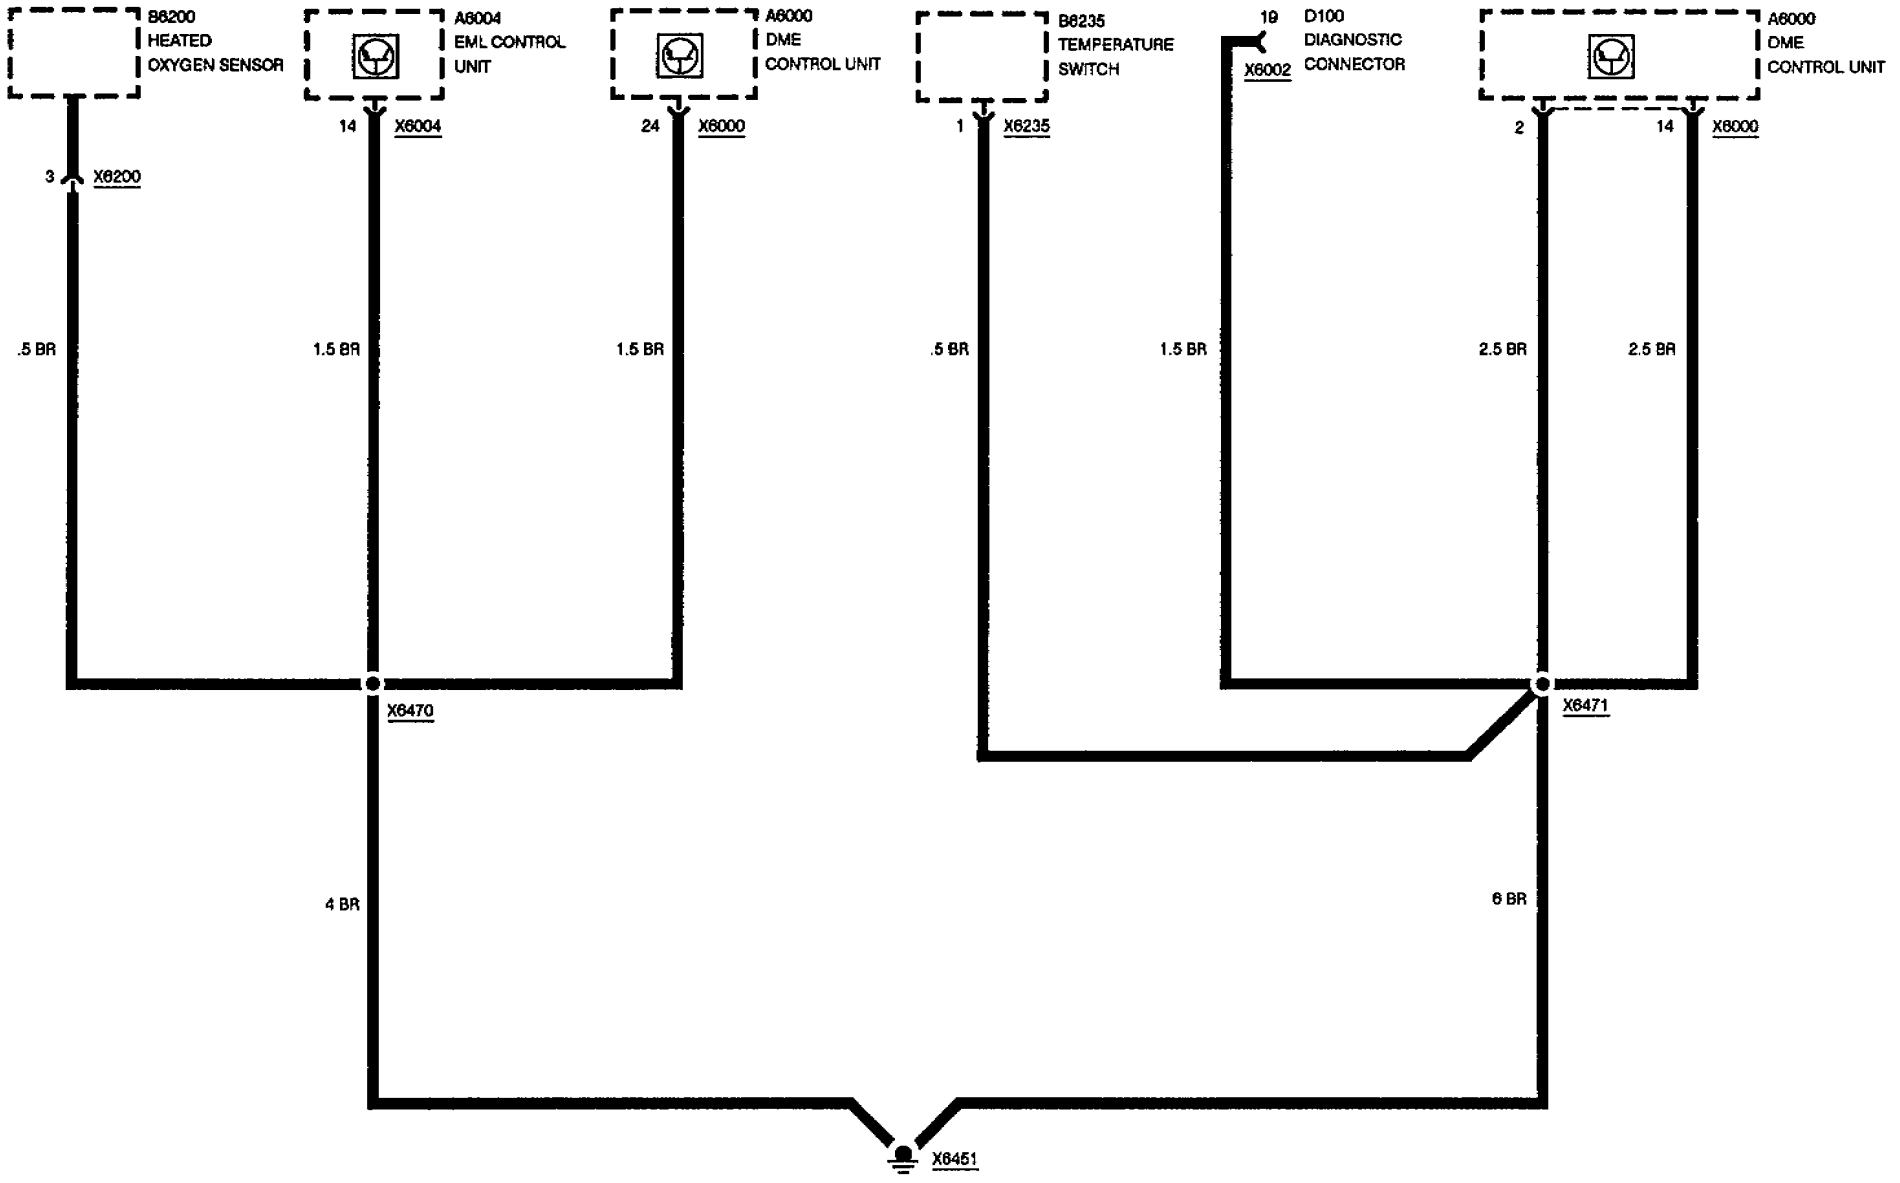 B6200
HEATED
OXYGEN SENSOR
A6004
EML CONTROL
UNIT
A6000
DME
CONTROL UNIT
B6235
TEMPERATURE
SWITCH
19
D100
DIAGNOSTIC
CONNECTOR
X6002
A6000
DME
CONTROL UNIT
14
X6004
24
X6000
1
X6235
2
14
X6000
3
X6200
.5 BR
1.5 BR
1.5 BR
.5 BR
1.5 BR
2.5 BR
2.5 BR
X6470
X6471
4 BR
6 BR
X6451